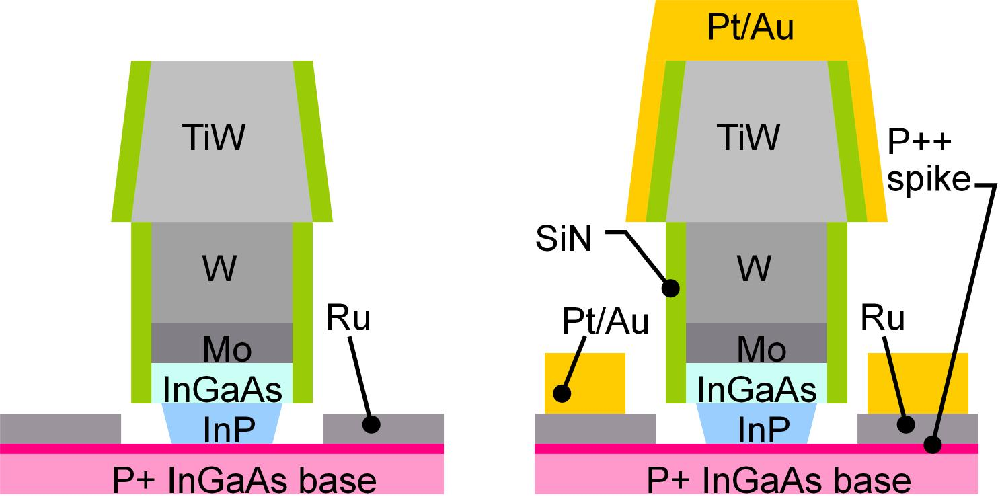 TiW
W
Ru
Mo
InGaAs
InP
P+ InGaAs base
Pt/Au
TiW
P++
spike
SiN
W
Pt/Au
Ru
Mo
InGaAs
InP
P+ InGaAs base